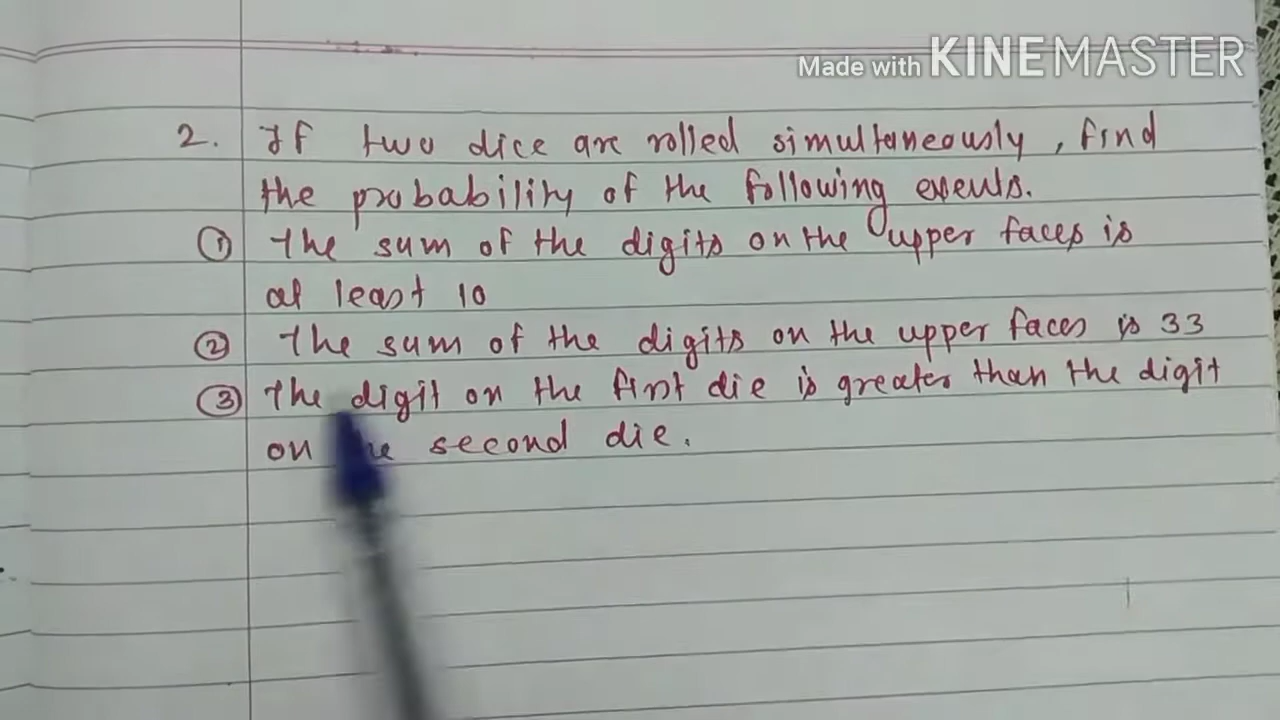 Made with KINEMASTER
2. If two dice are rolled simultaneously, find
the probability of the following events.
① The sum of the digits on the upper faces is
at least 10
② The sum of the digits on the upper faces is 33
③ The digit on the first die is greater than the digit
on second die.